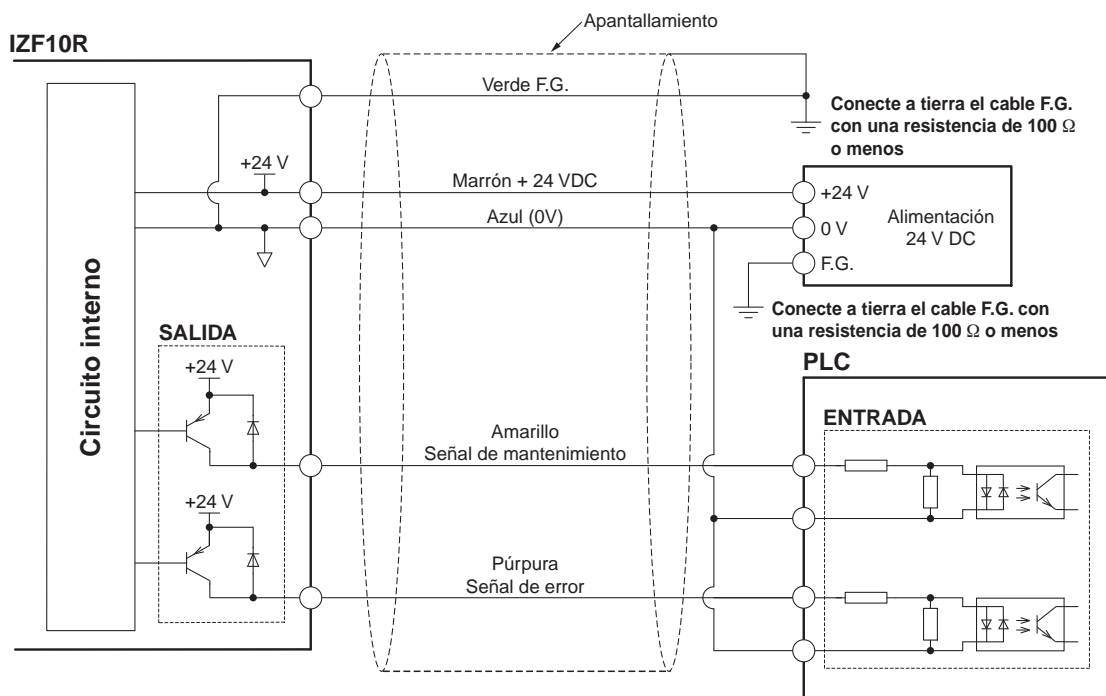 Apantallamiento
IZF10R
Verde F.G.
Conecte a tierra el cable F.G.
con una resistencia de 100 Ω
o menos
+24 V
Marrón + 24 VDC
+24 V
Azul (0V)
0 V
Alimentación
24 V DC
F.G.
Conecte a tierra el cable F.G. con
una resistencia de 100 Ω o menos
Circuito interno
SALIDA
PLC
+24 V
ENTRADA
Amarillo
Señal de mantenimiento
+24 V
Púrpura
Señal de error